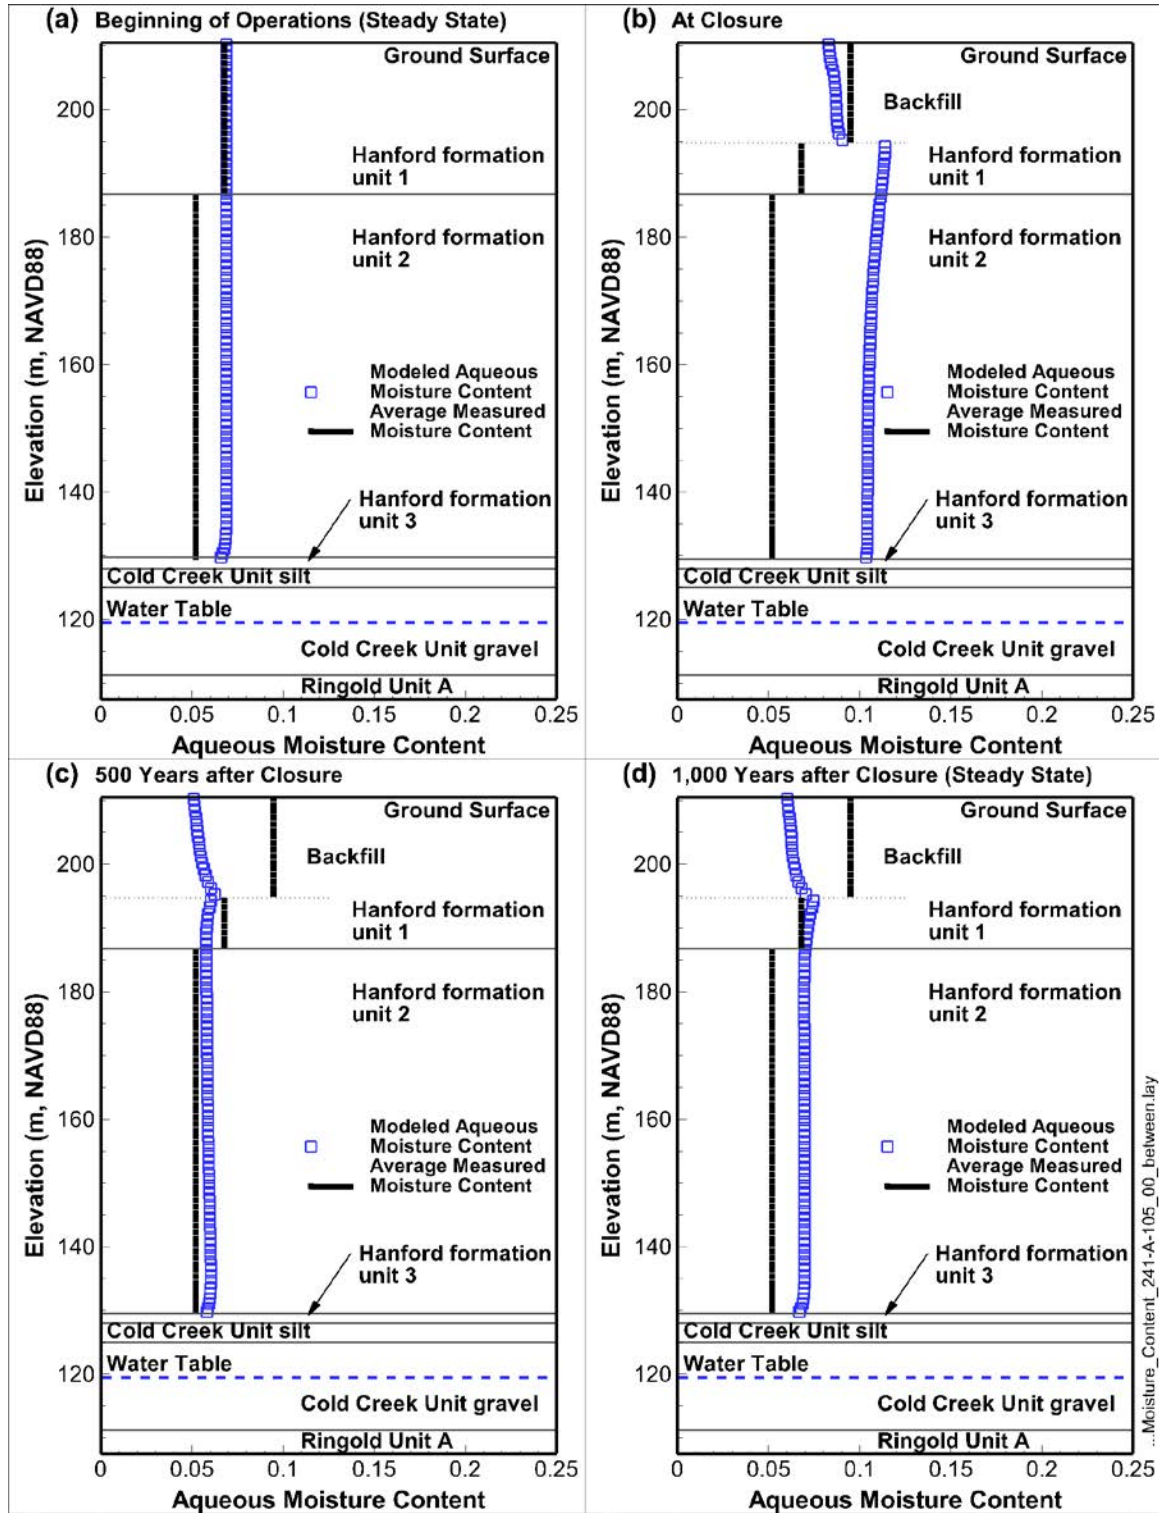 (a) Beginning of Operations (Steady State)
Ground Surface
Hanford formation
unit 1
Hanford formation
unit 2
Modeled Aqueous
Moisture Content
Average Measured
Moisture Content
Hanford formation
unit 3
Cold Creek Unit silt
Water Table
Cold Creek Unit gravel
Ringold Unit A
200
180
160
140
120
Elevation (m, NAVD88)
0 0.05 0.1 0.15 0.2 0.25
Aqueous Moisture Content
(b) At Closure
Ground Surface
Backfill
Hanford formation
unit 1
Hanford formation
unit 2
Modeled Aqueous
Moisture Content
Average Measured
Moisture Content
Hanford formation
unit 3
Cold Creek Unit silt
Water Table
Cold Creek Unit gravel
Ringold Unit A
200
180
160
140
120
Elevation (m, NAVD88)
0 0.05 0.1 0.15 0.2 0.25
Aqueous Moisture Content
(c) 500 Years after Closure
Ground Surface
Backfill
Hanford formation
unit 1
Hanford formation
unit 2
Modeled Aqueous
Moisture Content
Average Measured
Moisture Content
Hanford formation
unit 3
Cold Creek Unit silt
Water Table
Cold Creek Unit gravel
Ringold Unit A
200
180
160
140
120
Elevation (m, NAVD88)
0 0.05 0.1 0.15 0.2 0.25
Aqueous Moisture Content
(d) 1,000 Years after Closure (Steady State)
Ground Surface
Backfill
Hanford formation
unit 1
Hanford formation
unit 2
Modeled Aqueous
Moisture Content
Average Measured
Moisture Content
Hanford formation
unit 3
Cold Creek Unit silt
Water Table
Cold Creek Unit gravel
Ringold Unit A
200
180
160
140
120
Elevation (m, NAVD88)
0 0.05 0.1 0.15 0.2 0.25
Aqueous Moisture Content
...Moisture_Content_241-A-105_00_between.lay